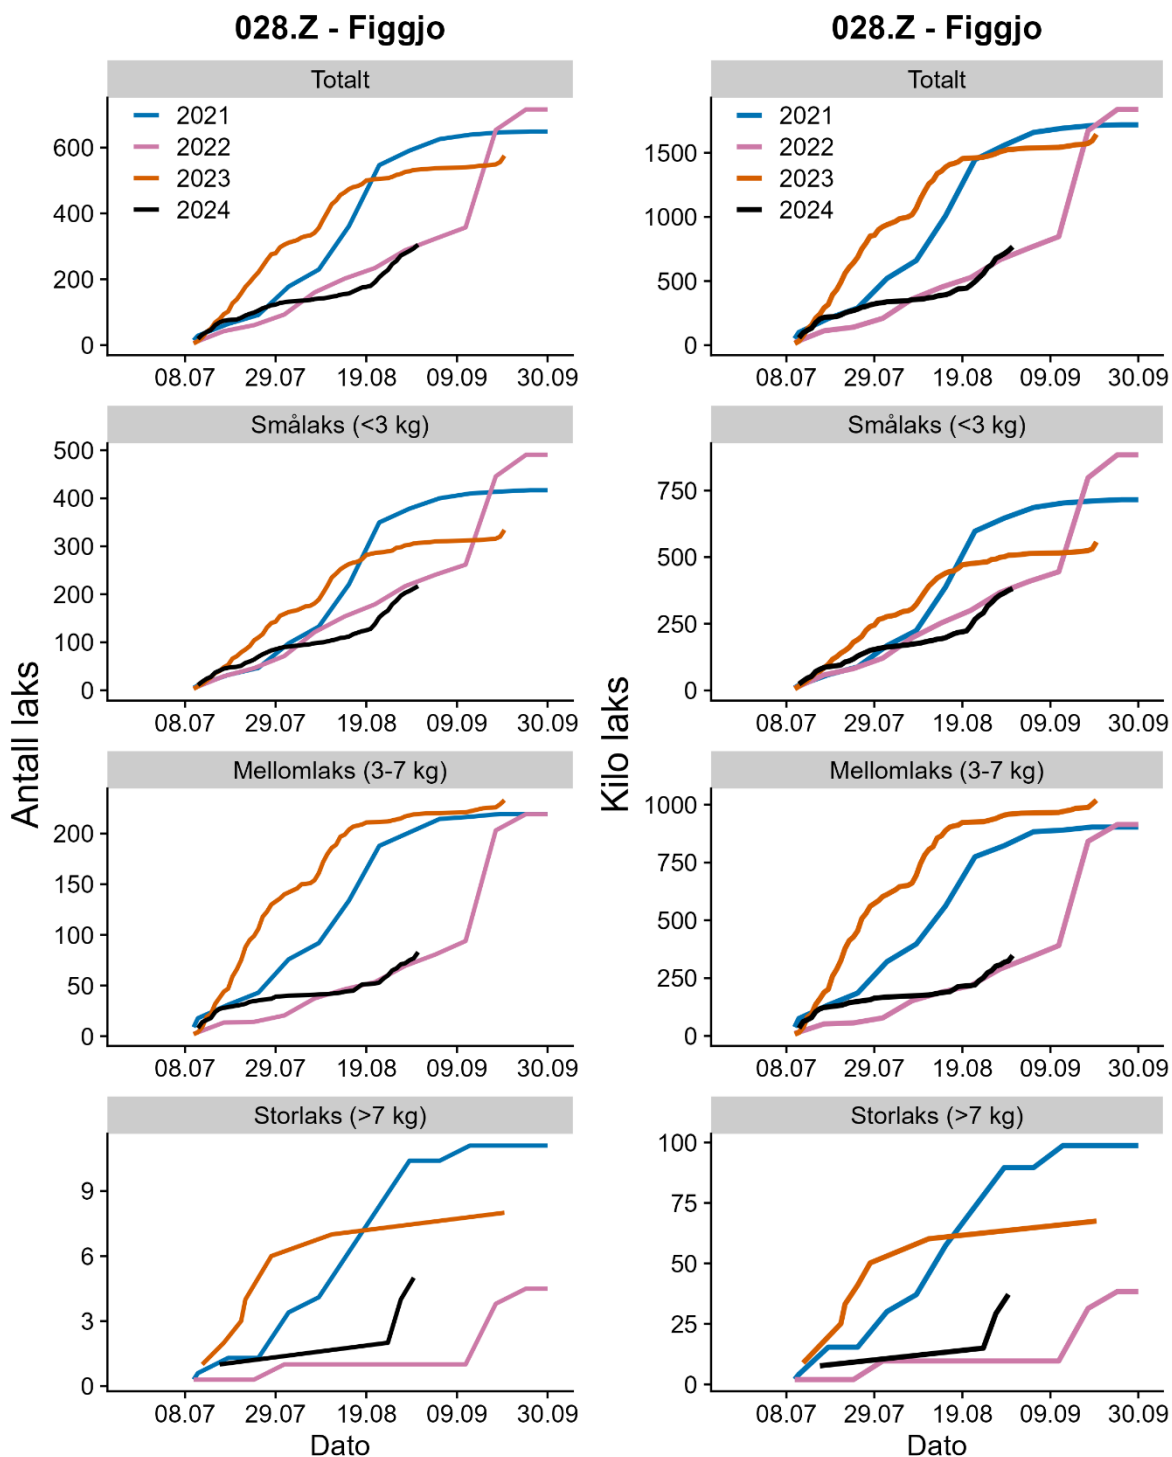 028.Z - Figgjo
Totalt
2021
2022
2023
2024
600
400
200
0
08.07 29.07 19.08 09.09 30.09
Smålaks (<3 kg)
500
400
300
200
100
0
08.07 29.07 19.08 09.09 30.09
Mellomlaks (3-7 kg)
200
150
100
50
0
08.07 29.07 19.08 09.09 30.09
Storlaks (>7 kg)
9
6
3
0
08.07 29.07 19.08 09.09 30.09
Dato
Antall laks
028.Z - Figgjo
Totalt
2021
2022
2023
2024
1500
1000
500
0
08.07 29.07 19.08 09.09 30.09
Smålaks (<3 kg)
750
500
250
0
08.07 29.07 19.08 09.09 30.09
Mellomlaks (3-7 kg)
1000
750
500
250
0
08.07 29.07 19.08 09.09 30.09
Storlaks (>7 kg)
100
75
50
25
0
08.07 29.07 19.08 09.09 30.09
Dato
Kilo laks